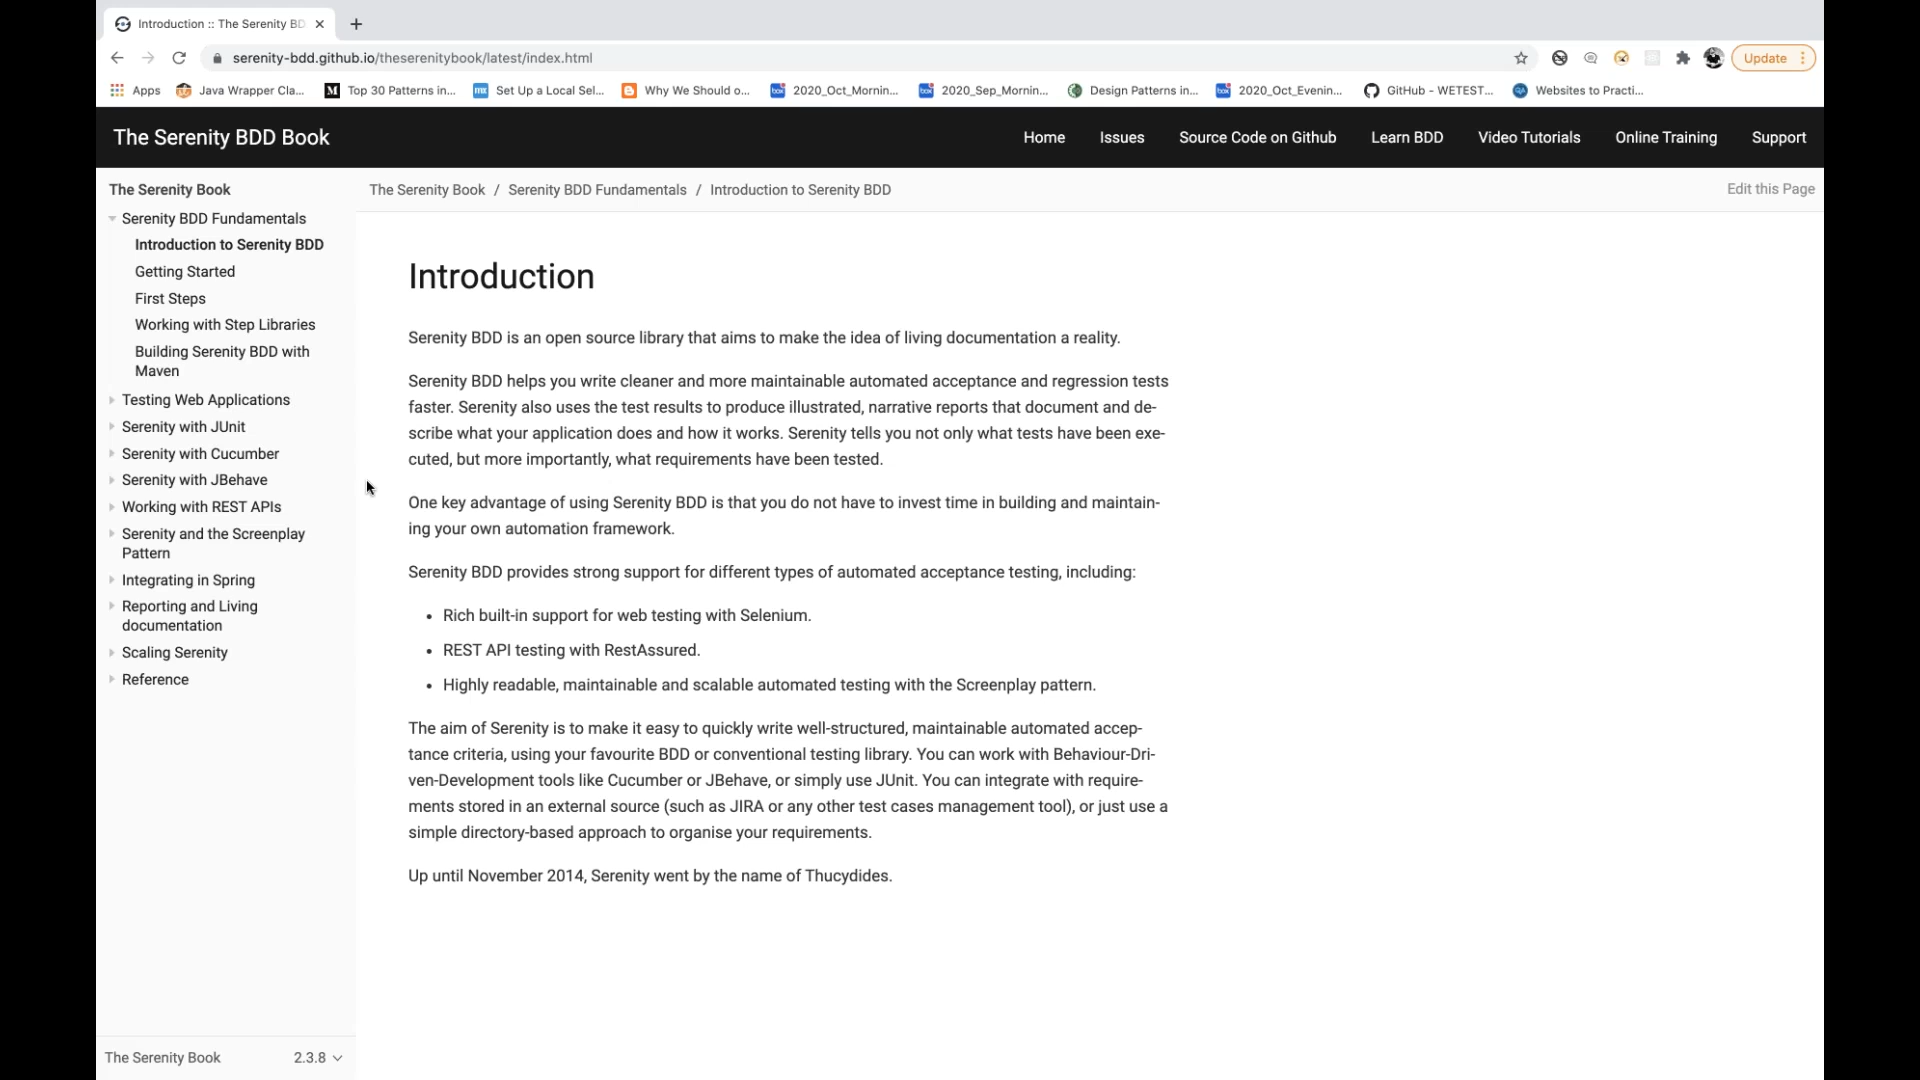 Introduction :: The Serenity BD
serenity-bdd.github.io/theserenitybook/latest/index.html
Update
Apps
Java Wrapper Cla...
Top 30 Patterns in...
Set Up a Local Sel...
Why We Should o...
2020_Oct_Mornin...
2020_Sep_Mornin...
Design Patterns in...
2020_Oct_Evenin...
GitHub - WETEST...
Websites to Practi...
The Serenity BDD Book
Home
Issues
Source Code on Github
Learn BDD
Video Tutorials
Online Training
Support
The Serenity Book
Serenity BDD Fundamentals
Introduction to Serenity BDD
Getting Started
First Steps
Working with Step Libraries
Building Serenity BDD with
Maven
Testing Web Applications
Serenity with JUnit
Serenity with Cucumber
Serenity with JBehave
Working with REST APIs
Serenity and the Screenplay
Pattern
Integrating in Spring
Reporting and Living
documentation
Scaling Serenity
Reference
The Serenity Book 2.3.8
The Serenity Book / Serenity BDD Fundamentals / Introduction to Serenity BDD
Edit this Page
Introduction
Serenity BDD is an open source library that aims to make the idea of living documentation a reality.
Serenity BDD helps you write cleaner and more maintainable automated acceptance and regression tests
faster. Serenity also uses the test results to produce illustrated, narrative reports that document and de-
scribe what your application does and how it works. Serenity tells you not only what tests have been exe-
cuted, but more importantly, what requirements have been tested.
One key advantage of using Serenity BDD is that you do not have to invest time in building and maintain-
ing your own automation framework.
Serenity BDD provides strong support for different types of automated acceptance testing, including:
• Rich built-in support for web testing with Selenium.
• REST API testing with RestAssured.
• Highly readable, maintainable and scalable automated testing with the Screenplay pattern.
The aim of Serenity is to make it easy to quickly write well-structured, maintainable automated accep-
tance criteria, using your favourite BDD or conventional testing library. You can work with Behaviour-Dri-
ven-Development tools like Cucumber or JBehave, or simply use JUnit. You can integrate with require-
ments stored in an external source (such as JIRA or any other test cases management tool), or just use a
simple directory-based approach to organise your requirements.
Up until November 2014, Serenity went by the name of Thucydides.